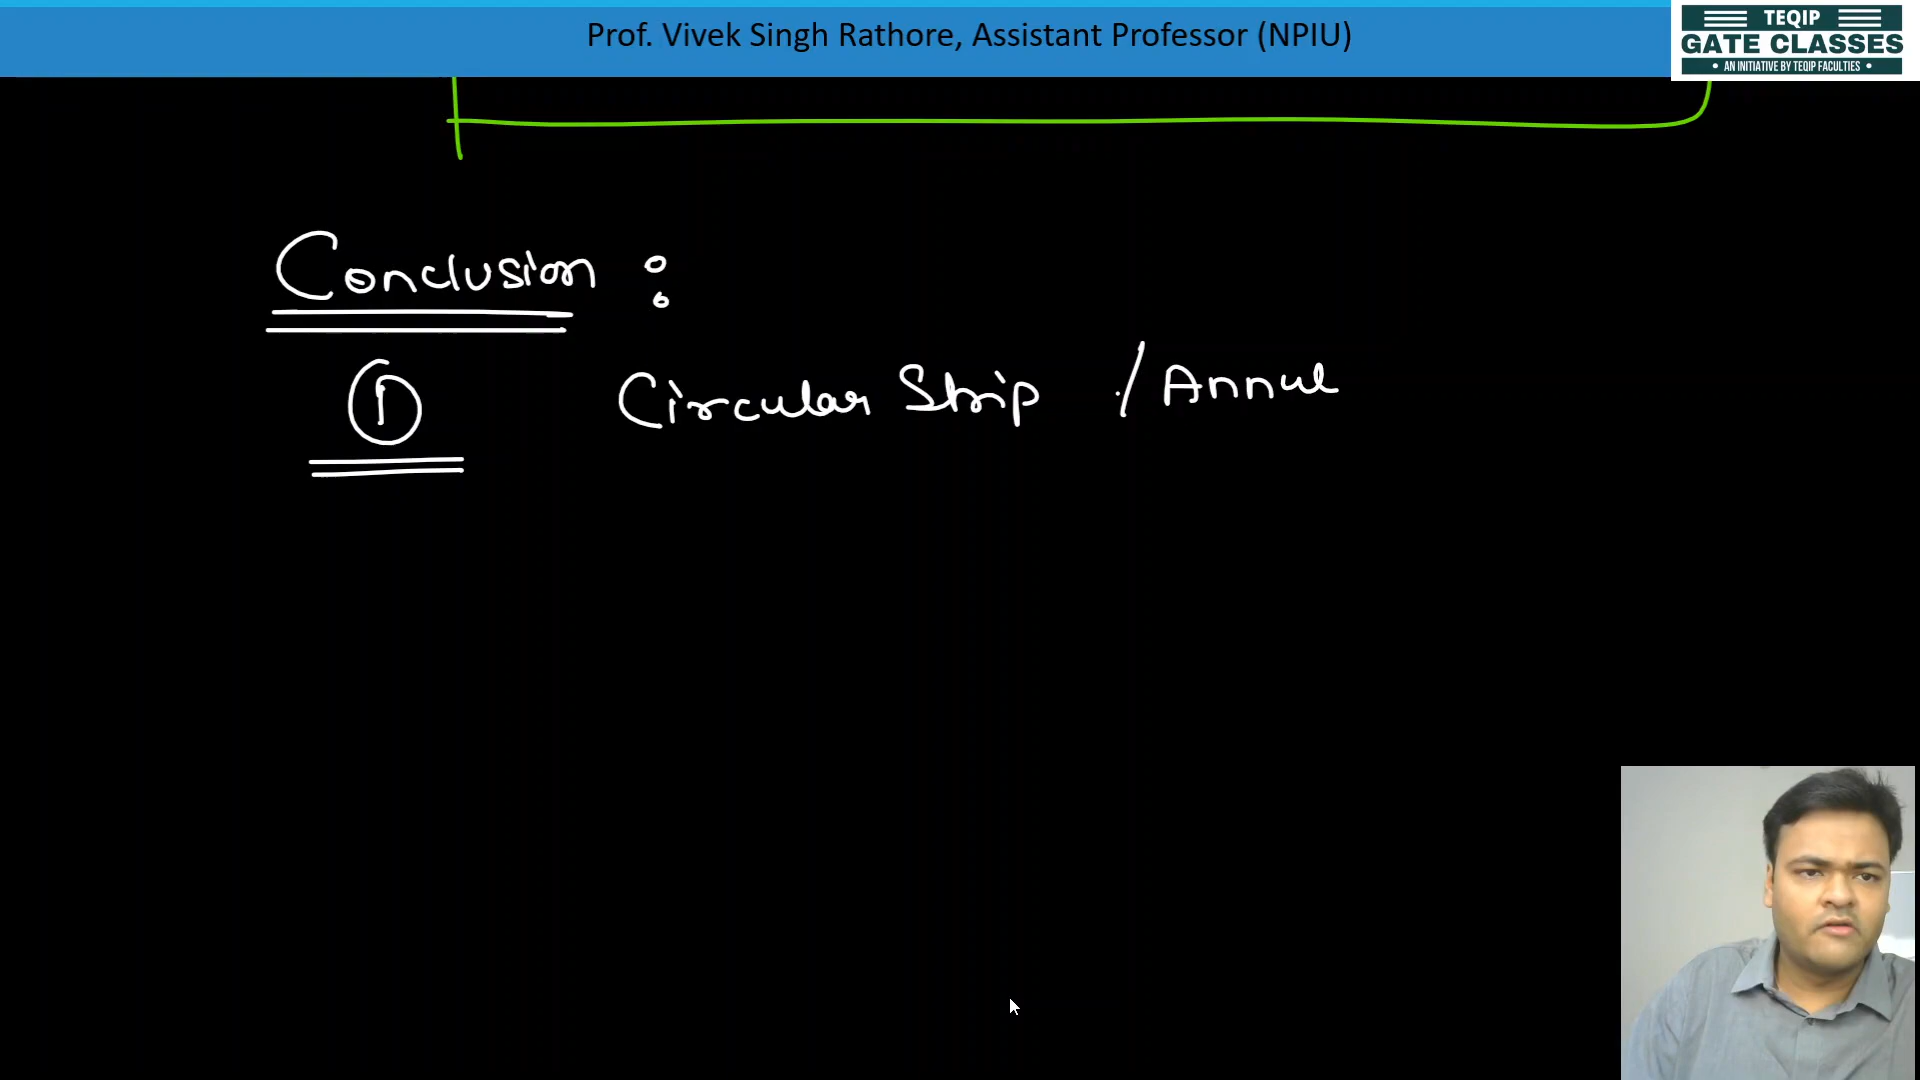 Prof. Vivek Singh Rathore, Assistant Professor (NPIU)
TEQIP
GATE CLASSES
• AN INITIATIVE BY TEQIP FACULTIES •
Conclusion :
① Circular Strip / Annul